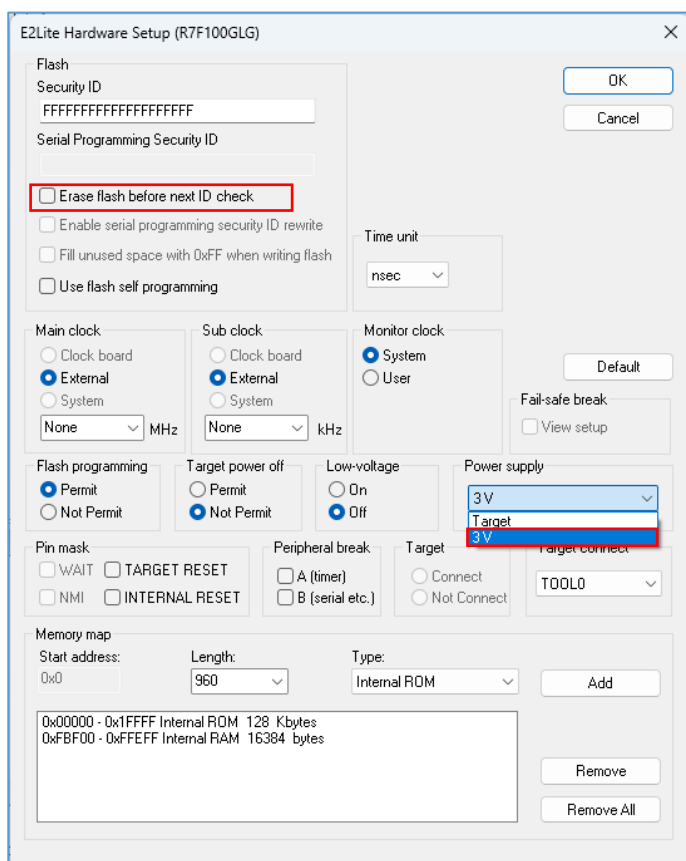 E2Lite Hardware Setup (R7F100GLG)
Flash
Security ID
FFFFFFFFFFFFFFFFFFFF
Serial Programming Security ID
Erase flash before next ID check
Enable serial programming security ID rewrite
Fill unused space with 0xFF when writing flash
Use flash self programming
OK
Cancel
Time unit
nsec
Main clock
Clock board
External
System
None MHz
Sub clock
Clock board
External
System
None kHz
Monitor clock
System
User
Default
Fail-safe break
View setup
Flash programming
Permit
Not Permit
Target power off
Permit
Not Permit
Low-voltage
On
Off
Power supply
3 V
Target
3 V
Pin mask
WAIT TARGET RESET
NMI INTERNAL RESET
Peripheral break
A (timer)
B (serial etc.)
Target
Connect
Not Connect
Target connect
TOOL0
Memory map
Start address:
0x0
Length:
960
Type:
Internal ROM
Add
0x00000 - 0x1FFFF Internal ROM 128 Kbytes
0xFBF00 - 0xFFEFF Internal RAM 16384 bytes
Remove
Remove All